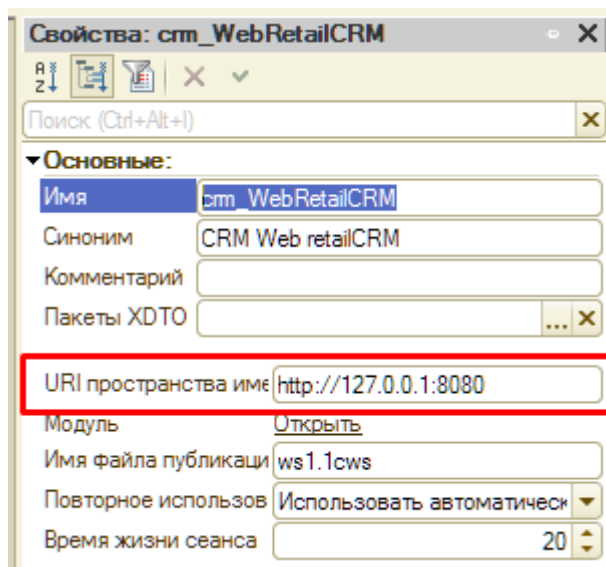 Свойства: crm_WebRetailCRM
Поиск (Ctrl+Alt+I)
Основные:
Имя crm_WebRetailCRM
Синоним CRM Web retailCRM
Комментарий
Пакеты XDTO ...
URI пространства име http://127.0.0.1:8080
Модуль Открыть
Имя файла публикаци ws1.1cws
Повторное использов Использовать автоматическ
Время жизни сеанса 20